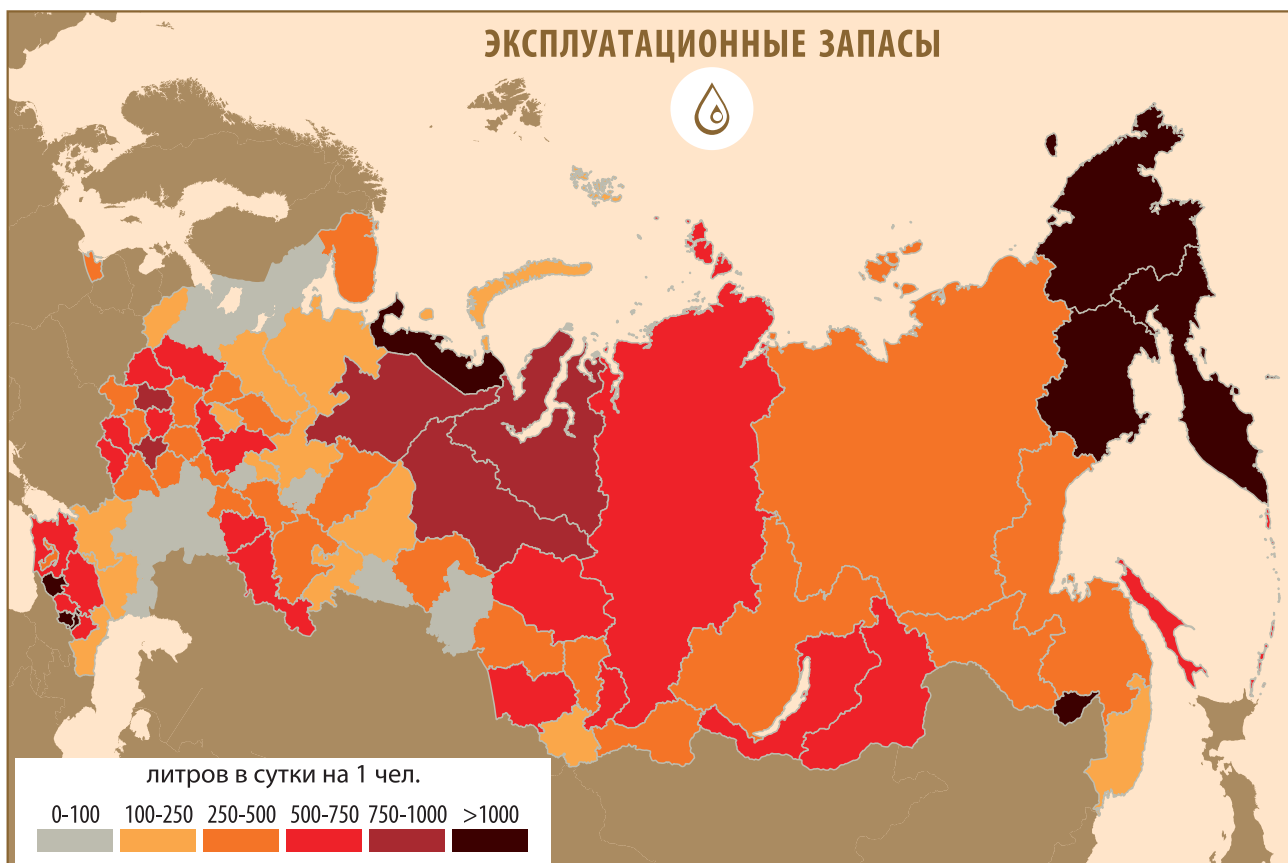 ЭКСПЛУАТАЦИОННЫЕ ЗАПАСЫ
литров в сутки на 1 чел.
0-100 100-250 250-500 500-750 750-1000 >1000